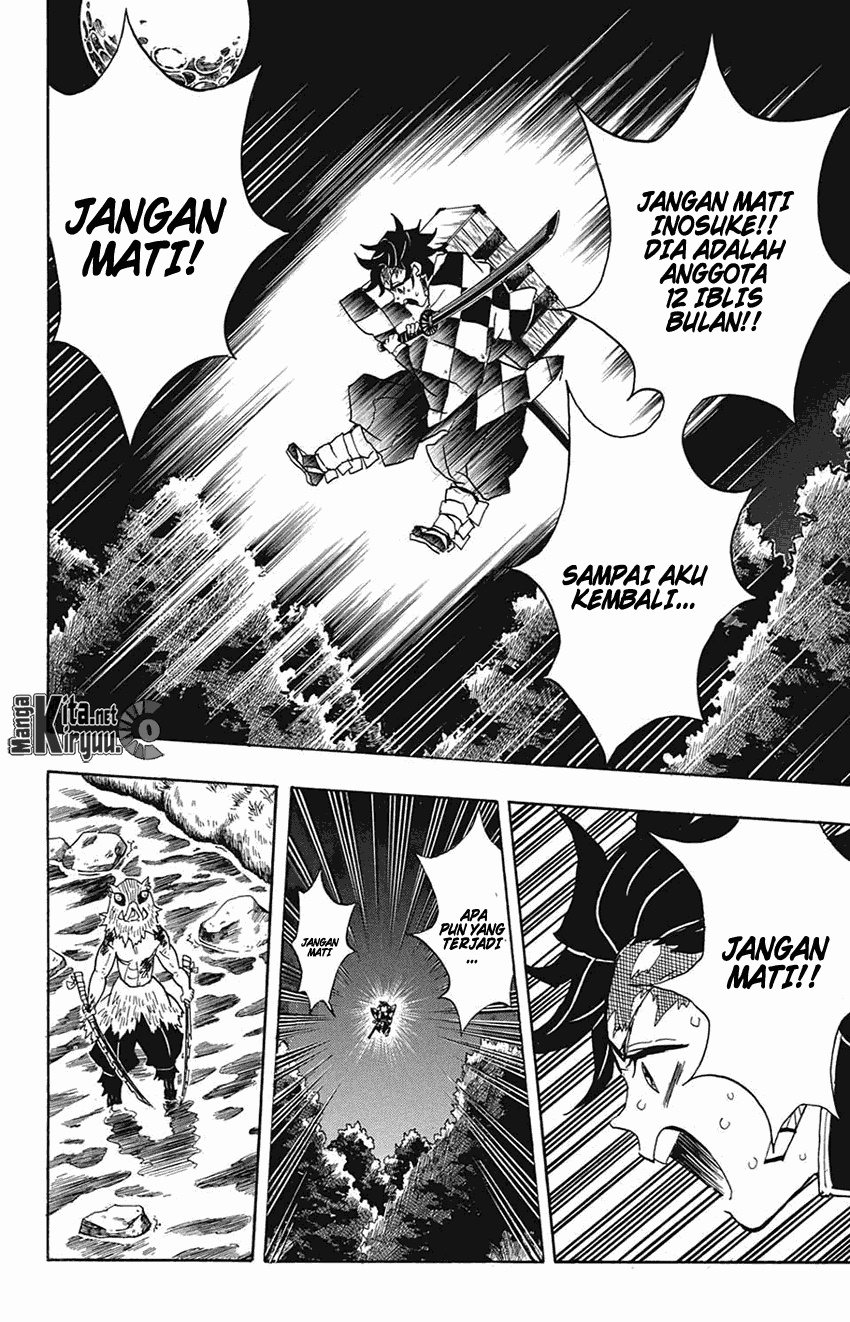 JANGAN MATI
INOSUKE!!
DIA ADALAH
ANGGOTA
12 IBLIS
BULAN!!
SAMPAI AKU
KEMBALI...
JANGAN
MATI!
JANGAN
MATI!!
APA
PUN YANG
TERJADI
...
JANGAN
MATI
Manga
Kita.net
Kiryuu.